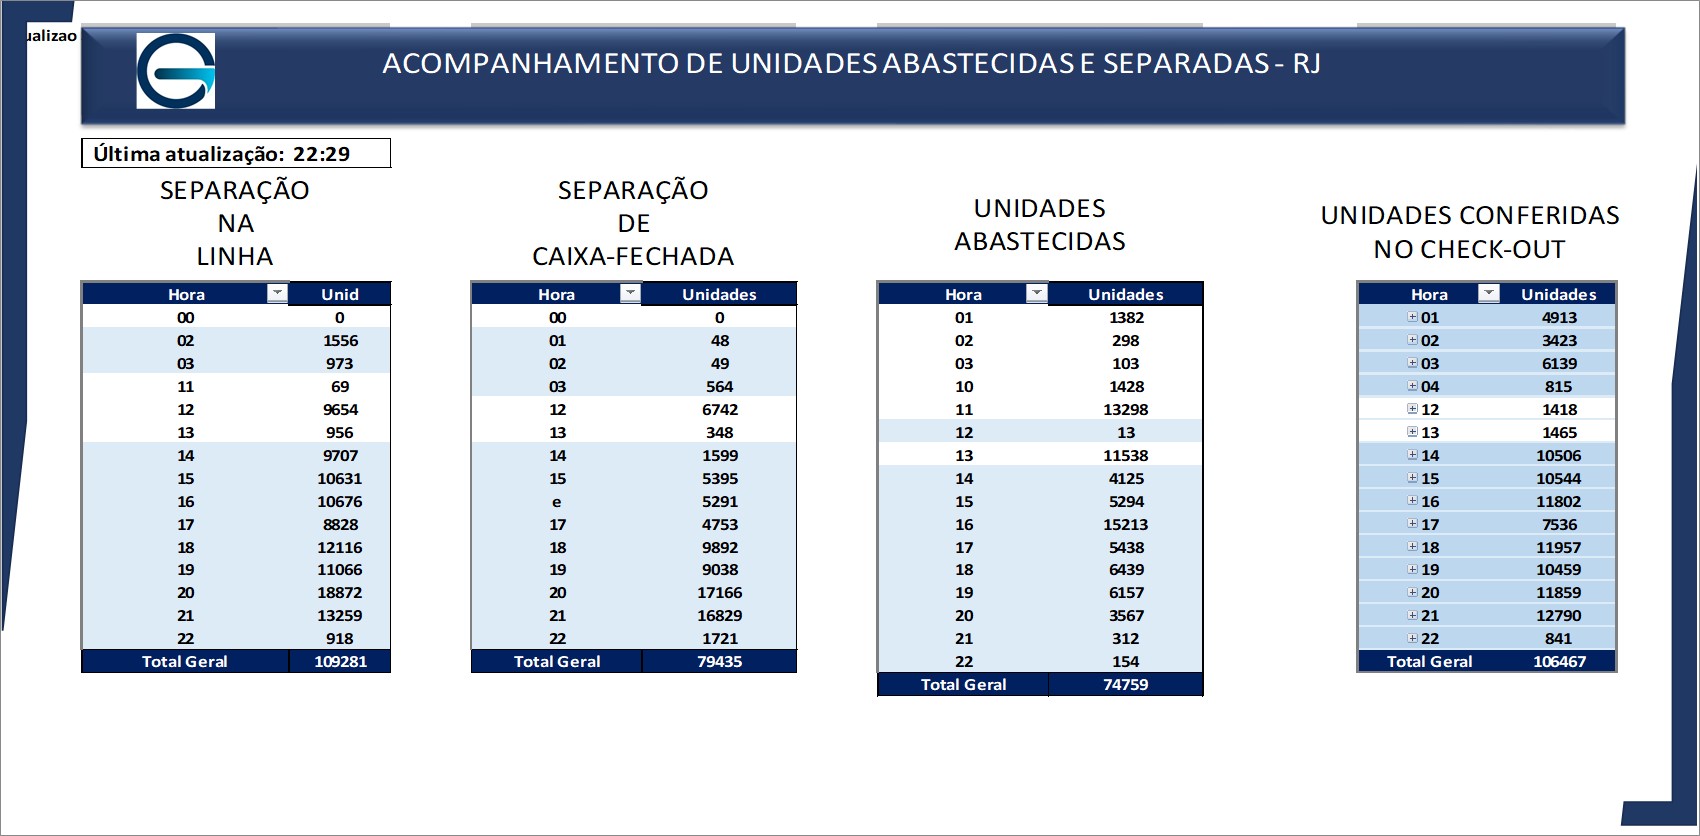 ualizao
ACOMPANHAMENTO DE UNIDADES ABASTECIDAS E SEPARADAS - RJ
Última atualização: 22:29
SEPARAÇÃO
NA
LINHA
Hora Unid
00 0
02 1556
03 973
11 69
12 9654
13 956
14 9707
15 10631
16 10676
17 8828
18 12116
19 11066
20 18872
21 13259
22 918
Total Geral 109281
SEPARAÇÃO
DE
CAIXA-FECHADA
Hora Unidades
00 0
01 48
02 49
03 564
12 6742
13 348
14 1599
15 5395
e 5291
17 4753
18 9892
19 9038
20 17166
21 16829
22 1721
Total Geral 79435
UNIDADES
ABASTECIDAS
Hora Unidades
01 1382
02 298
03 103
10 1428
11 13298
12 13
13 11538
14 4125
15 5294
16 15213
17 5438
18 6439
19 6157
20 3567
21 312
22 154
Total Geral 74759
UNIDADES CONFERIDAS
NO CHECK-OUT
Hora Unidades
01 4913
02 3423
03 6139
04 815
12 1418
13 1465
14 10506
15 10544
16 11802
17 7536
18 11957
19 10459
20 11859
21 12790
22 841
Total Geral 106467